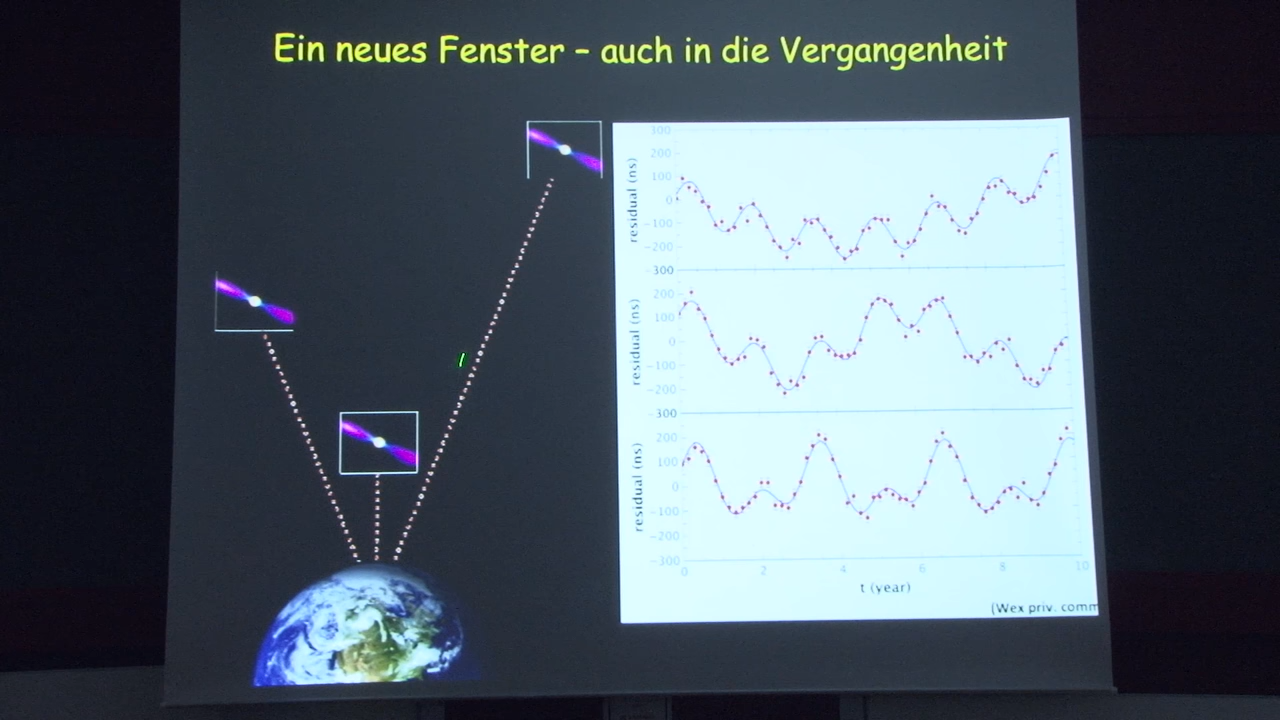 Ein neues Fenster – auch in die Vergangenheit
300
200
100
0
-100
-200
-300
200
100
0
-100
-200
-300
200
100
0
-100
-200
-300
residual (ns)
residual (ns)
residual (ns)
0 2 4 6 8 10
t (year)
(Wex priv. comm